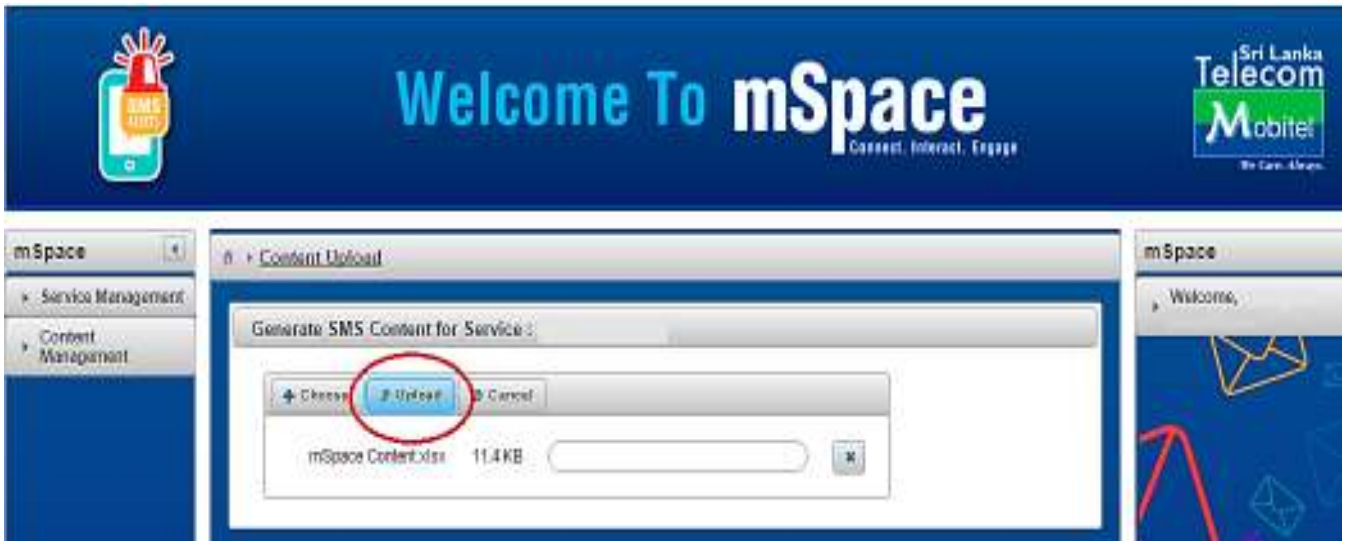 SMS
ALERTS
Welcome To mSpace
Connect. Interact. Engage
Sri Lanka
Telecom
Mobitel
We Care. Always.
mSpace
Service Management
Content
Management
Content Upload
Generate SMS Content for Service :
Choose Upload Cancel
mSpace Content.xlsx 11.4 KB
mSpace
Welcome,